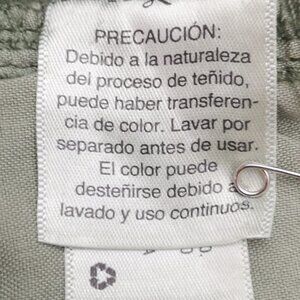 PRECAUCIÓN:
Debido a la naturaleza
del proceso de teñido,
puede haber transferen-
cia de color. Lavar por
separado antes de usar.
El color puede
desteñirse debido a
lavado y uso continuos.